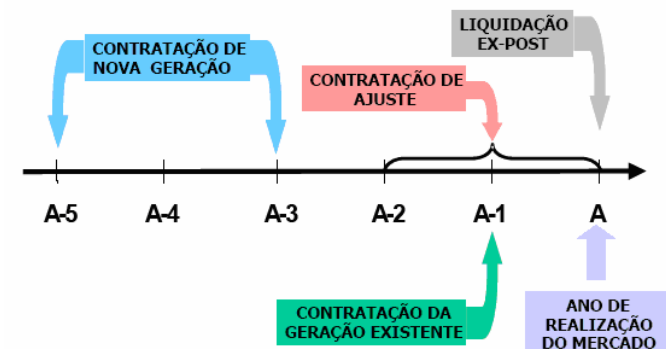 LIQUIDAÇÃO
EX-POST
CONTRATAÇÃO DE
NOVA GERAÇÃO
CONTRATAÇÃO DE
AJUSTE
A-5 A-4 A-3 A-2 A-1 A
CONTRATAÇÃO DA
GERAÇÃO EXISTENTE
ANO DE
REALIZAÇÃO
DO MERCADO